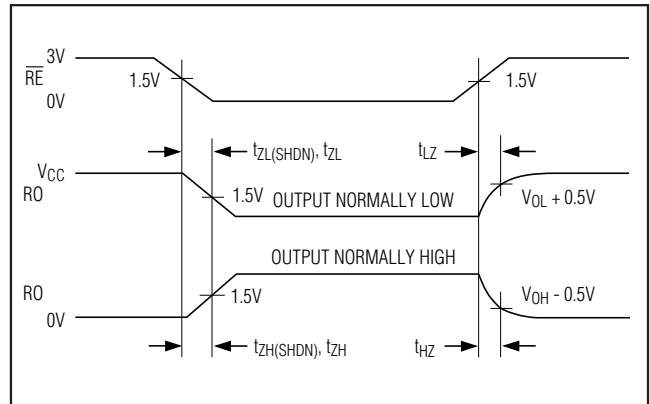 3V
RE
1.5V
1.5V
0V
tZL(SHDN), tZL
tLZ
VCC
RO
1.5V
OUTPUT NORMALLY LOW
VOL + 0.5V
OUTPUT NORMALLY HIGH
RO
1.5V
VOH - 0.5V
0V
tZH(SHDN), tZH
tHZ